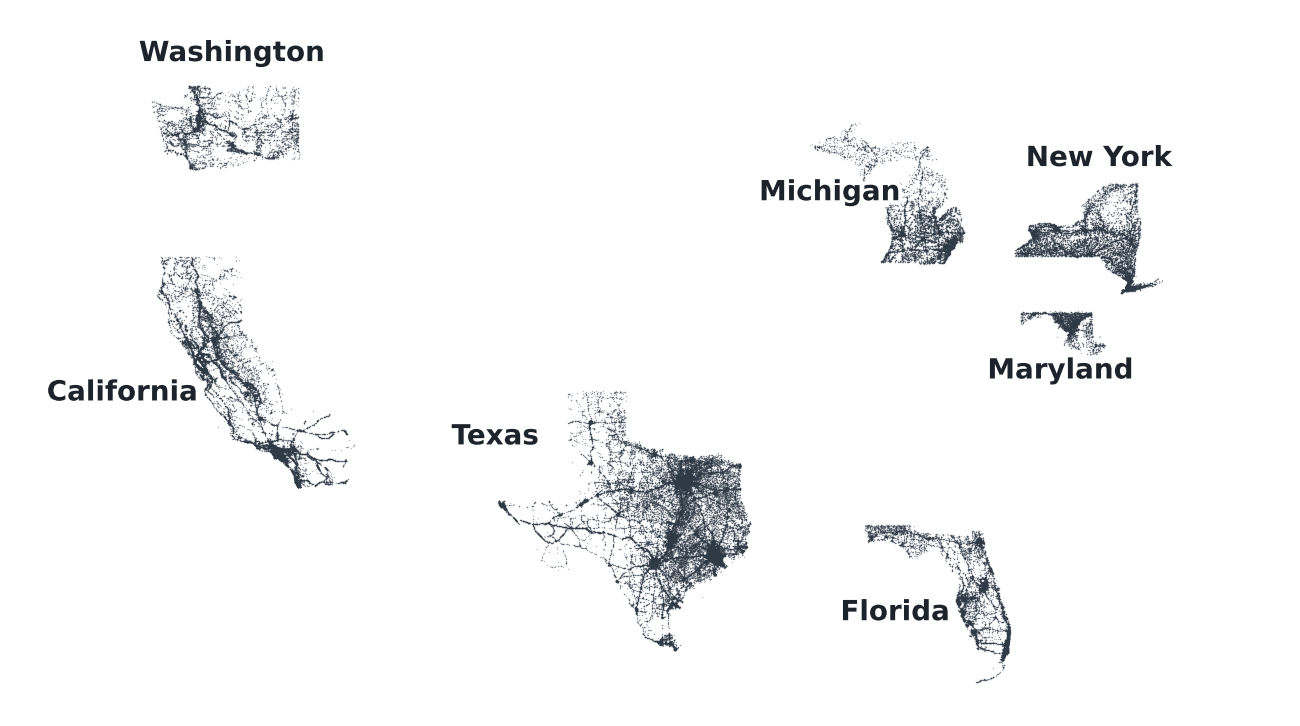 Washington
New York
Michigan
Maryland
California
Texas
Florida